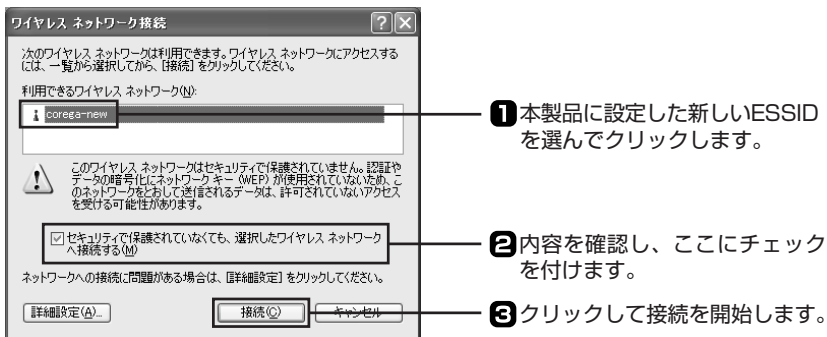 ワイヤレス ネットワーク接続
次のワイヤレス ネットワークは利用できます。ワイヤレス ネットワークにアクセスする
には、一覧から選択してから、[接続] をクリックしてください。
利用できるワイヤレス ネットワーク(N):
corega-new
このワイヤレス ネットワークはセキュリティで保護されていません。認証や
データの暗号化にネットワーク キー (WEP) が使用されていないため、こ
のネットワークをとおして送信されるデータは、許可されていないアクセス
を受ける可能性があります。
セキュリティで保護されていなくても、選択したワイヤレス ネットワーク
へ接続する(M)
ネットワークへの接続に問題がある場合は、[詳細設定] をクリックしてください。
詳細設定(A)...
接続(C)
キャンセル
1 本製品に設定した新しいESSID
を選んでクリックします。
2 内容を確認し、ここにチェック
を付けます。
3 クリックして接続を開始します。